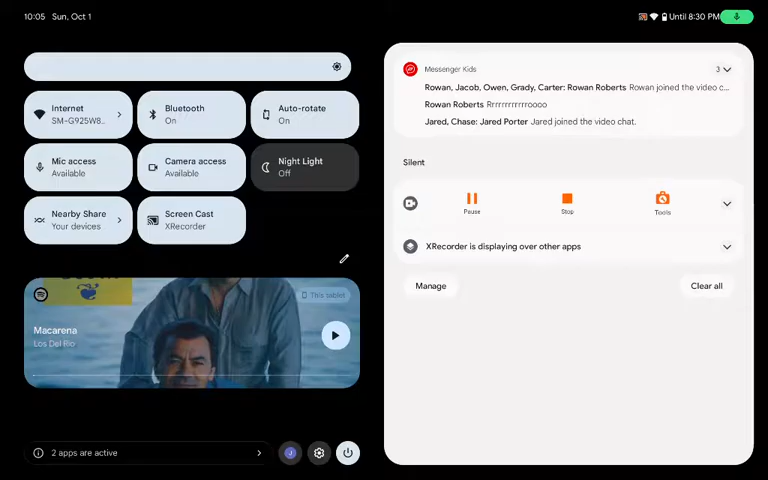 10:05 Sun, Oct 1
Until 8:30 PM
Internet
SM-G925W8..
Bluetooth
On
Auto-rotate
On
Mic access
Available
Camera access
Available
Night Light
Off
Nearby Share
Your devices
Screen Cast
XRecorder
This tablet
Macarena
Los Del Rio
2 apps are active
J
Messenger Kids
3
Rowan, Jacob, Owen, Grady, Carter: Rowan Roberts Rowan joined the video c...
Rowan Roberts Rrrrrrrrrrroooo
Jared, Chase: Jared Porter Jared joined the video chat.
Silent
Pause
Stop
Tools
XRecorder is displaying over other apps
Manage
Clear all